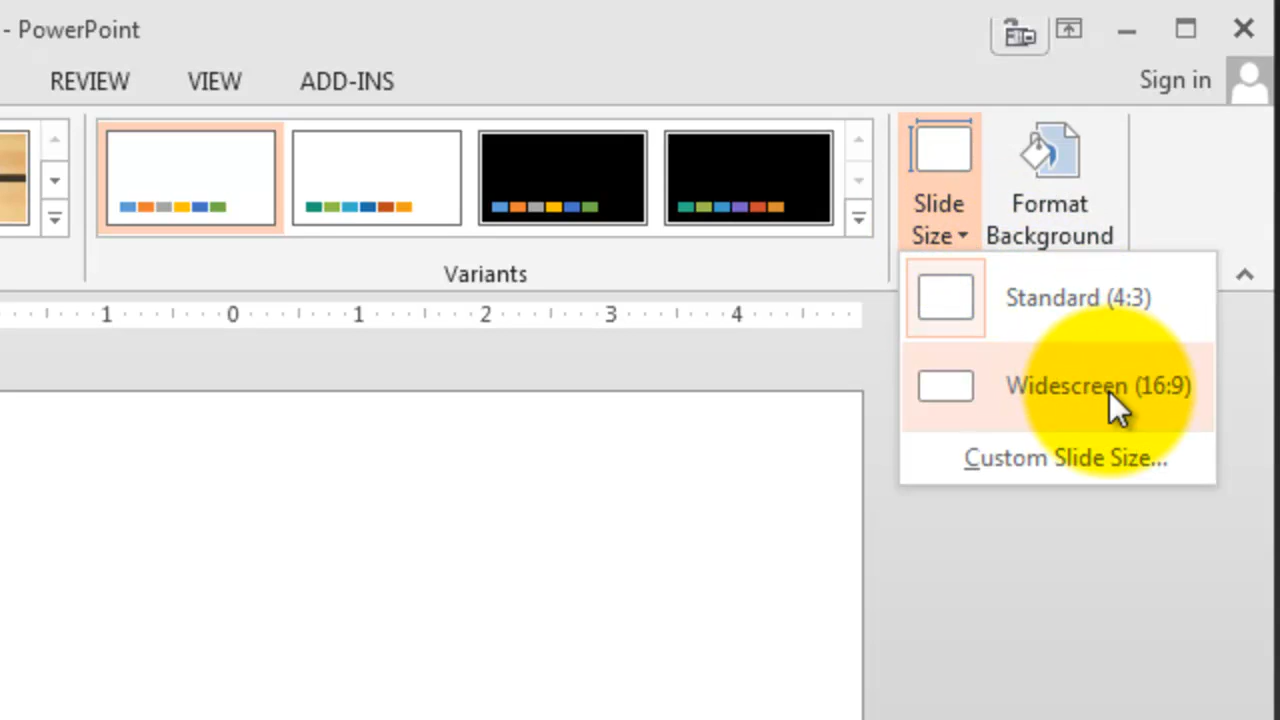 - PowerPoint
REVIEW VIEW ADD-INS
Sign in
Slide
Size
Format
Background
Variants
1 0 1 2 3 4
Standard (4:3)
Widescreen (16:9)
Custom Slide Size...